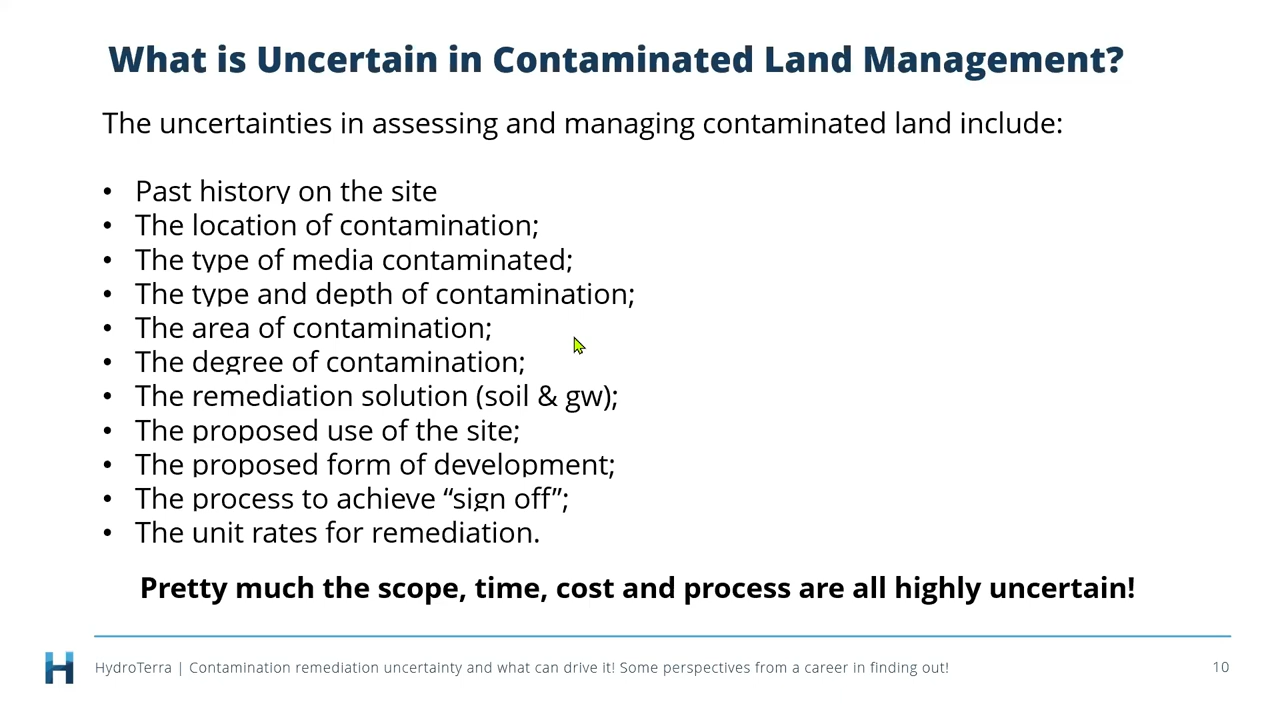 What is Uncertain in Contaminated Land Management?
The uncertainties in assessing and managing contaminated land include:
• Past history on the site
• The location of contamination;
• The type of media contaminated;
• The type and depth of contamination;
• The area of contamination;
• The degree of contamination;
• The remediation solution (soil & gw);
• The proposed use of the site;
• The proposed form of development;
• The process to achieve “sign off”;
• The unit rates for remediation.
Pretty much the scope, time, cost and process are all highly uncertain!
HydroTerra | Contamination remediation uncertainty and what can drive it! Some perspectives from a career in finding out! 10